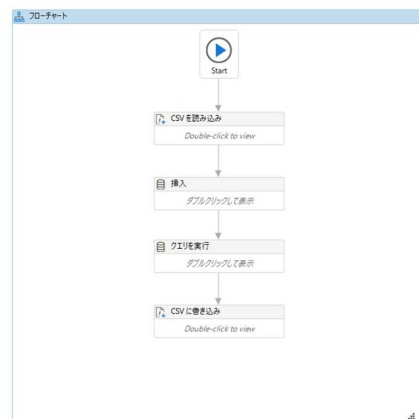 フローチャート
Start
CSV を読み込み
Double-click to view
挿入
ダブルクリックして表示
クエリを実行
ダブルクリックして表示
CSV に書き込み
Double-click to view